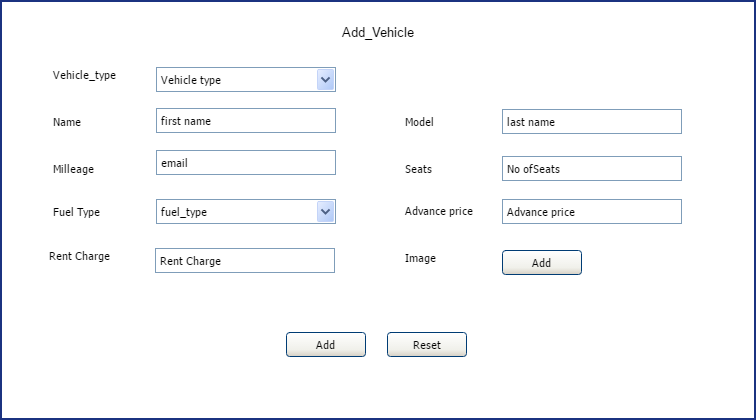 Add_Vehicle
Vehicle_type Vehicle type
Name first name Model last name
Milleage email Seats No ofSeats
Fuel Type fuel_type Advance price Advance price
Rent Charge Rent Charge Image Add
Add Reset